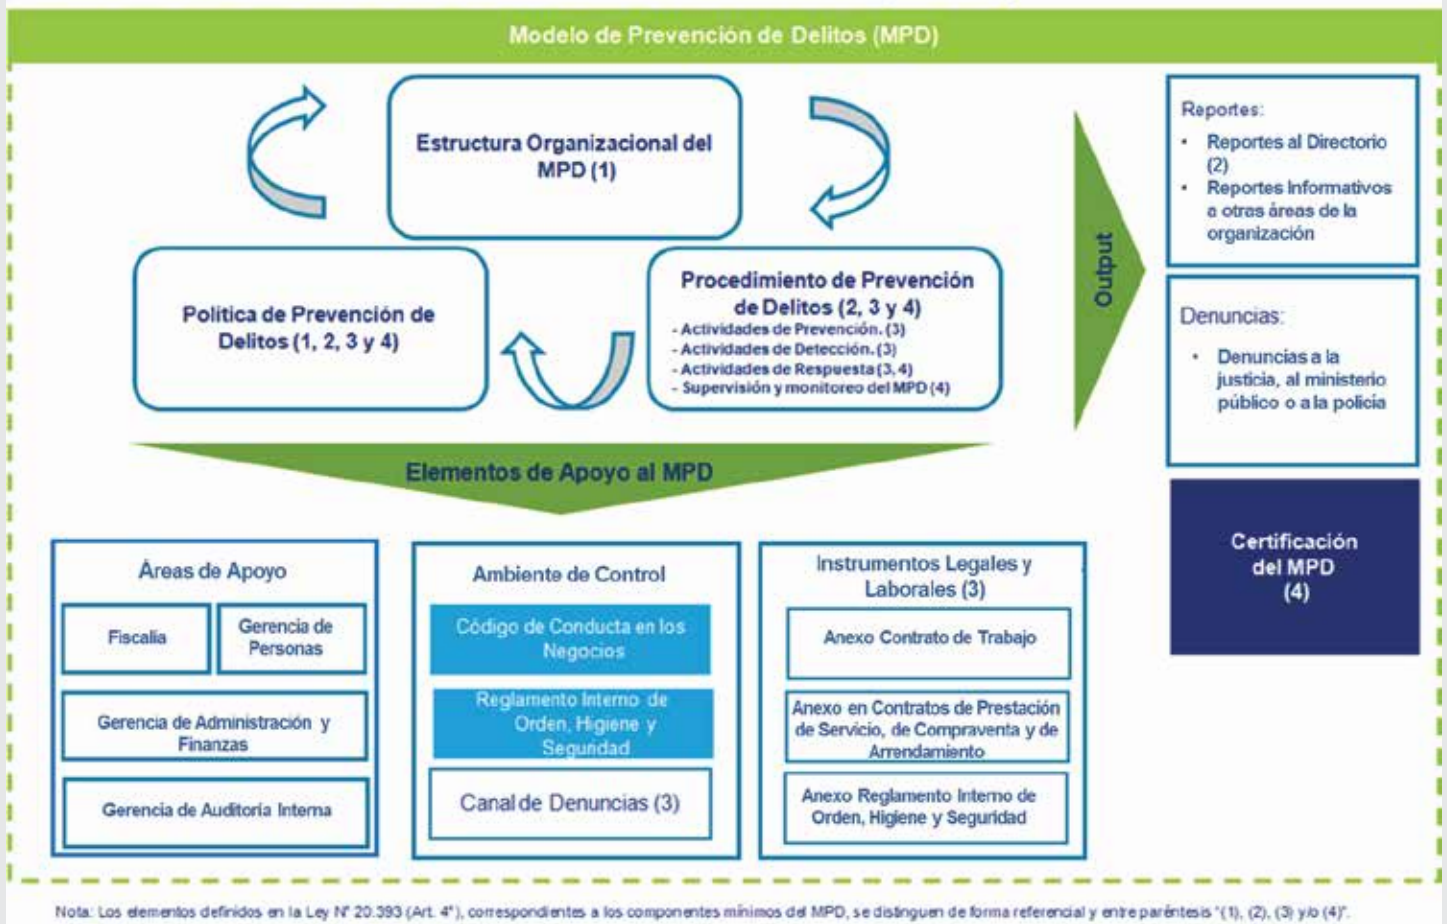 Modelo de Prevención de Delitos (MPD)
Estructura Organizacional del
MPD (1)
Política de Prevención de
Delitos (1, 2, 3 y 4)
Procedimiento de Prevención
de Delitos (2, 3 y 4)
- Actividades de Prevención. (3)
- Actividades de Detección. (3)
- Actividades de Respuesta (3, 4)
- Supervisión y monitoreo del MPD (4)
Output
Reportes:
• Reportes al Directorio
(2)
• Reportes Informativos
a otras áreas de la
organización
Denuncias:
• Denuncias a la
justicia, al ministerio
público o a la policía
Certificación
del MPD
(4)
Elementos de Apoyo al MPD
Áreas de Apoyo
Fiscalía
Gerencia de
Personas
Gerencia de Administración y
Finanzas
Gerencia de Auditoría Interna
Ambiente de Control
Código de Conducta en los
Negocios
Reglamento Interno de
Orden, Higiene y
Seguridad
Canal de Denuncias (3)
Instrumentos Legales y
Laborales (3)
Anexo Contrato de Trabajo
Anexo en Contratos de Prestación
de Servicio, de Compraventa y de
Arrendamiento
Anexo Reglamento Interno de
Orden, Higiene y Seguridad
Nota: Los elementos definidos en la Ley N° 20.393 (Art. 4°), correspondientes a los componentes mínimos del MPD, se distinguen de forma referencial y entre paréntesis "(1), (2), (3) y/o (4)".